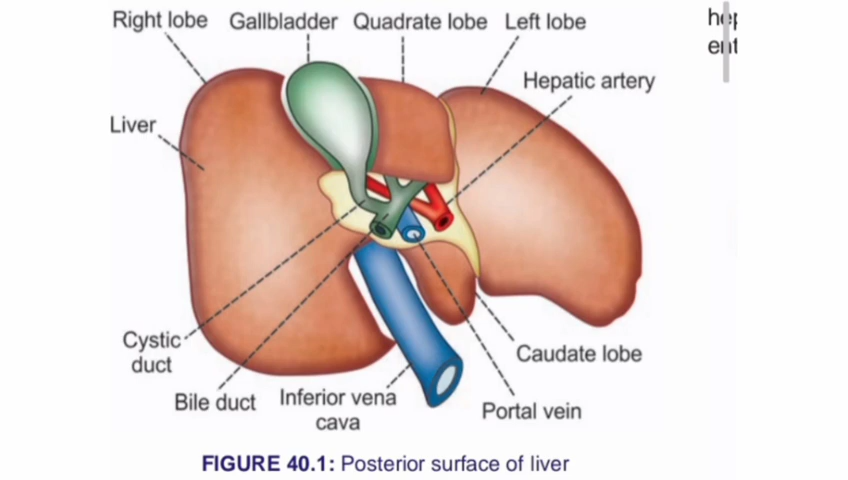 Right lobe
Gallbladder
Quadrate lobe
Left lobe
Hepatic artery
Liver
Cystic
duct
Bile duct
Inferior vena
cava
Portal vein
Caudate lobe
FIGURE 40.1: Posterior surface of liver